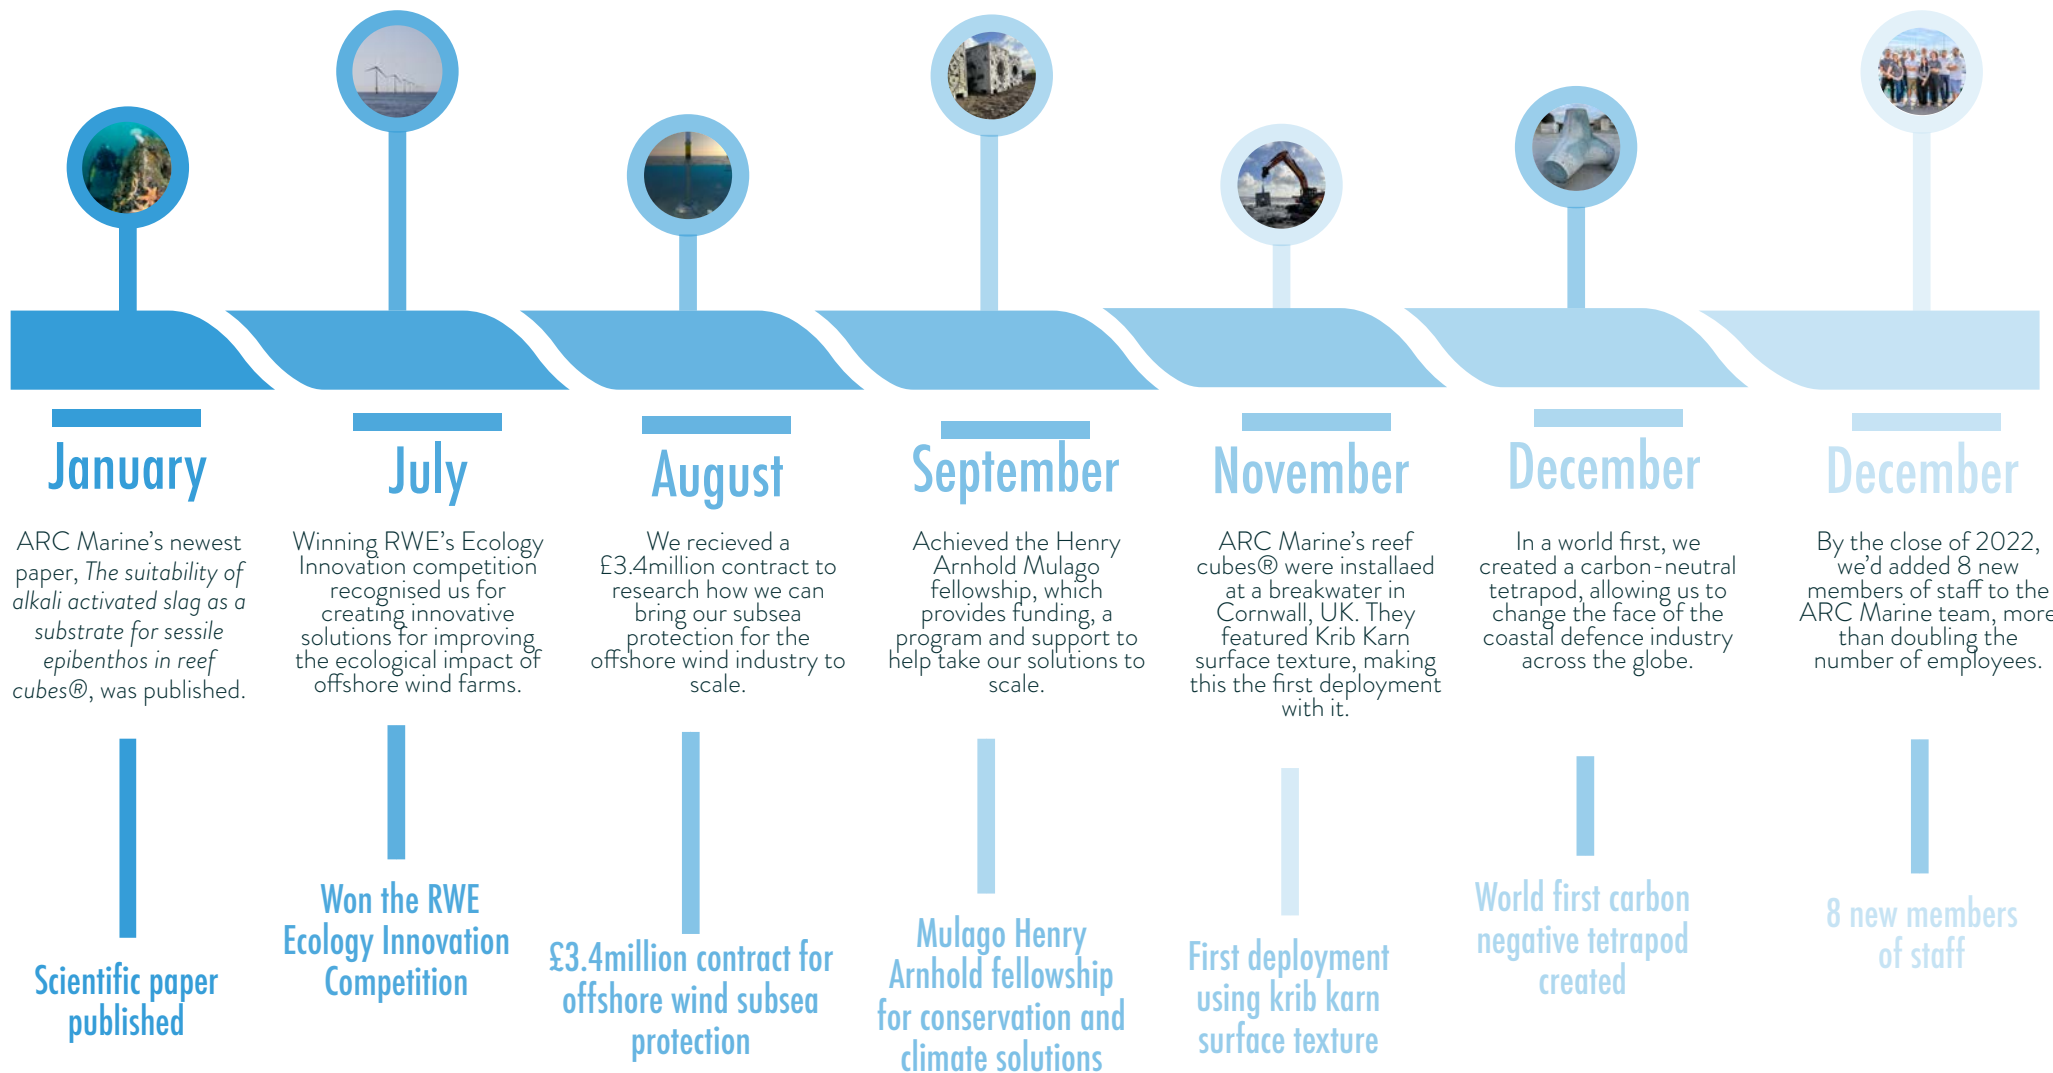 January
ARC Marine's newest
paper, The suitability of
alkali activated slag as a
substrate for sessile
epibenthos in reef
cubes®, was published.
Scientific paper
published
July
Winning RWE's Ecology
Innovation competition
recognised us for
creating innovative
solutions for improving
the ecological impact of
offshore wind farms.
Won the RWE
Ecology Innovation
Competition
August
We recieved a
£3.4million contract to
research how we can
bring our subsea
protection for the
offshore wind industry to
scale.
£3.4million contract for
offshore wind subsea
protection
September
Achieved the Henry
Arnhold Mulago
fellowship, which
provides funding, a
program and support to
help take our solutions to
scale.
Mulago Henry
Arnhold fellowship
for conservation and
climate solutions
November
ARC Marine's reef
cubes® were installaed
at a breakwater in
Cornwall, UK. They
featured Krib Karn
surface texture, making
this the first deployment
with it.
First deployment
using krib karn
surface texture
December
In a world first, we
created a carbon-neutral
tetrapod, allowing us to
change the face of the
coastal defence industry
across the globe.
World first carbon
negative tetrapod
created
December
By the close of 2022,
we'd added 8 new
members of staff to the
ARC Marine team, more
than doubling the
number of employees.
8 new members
of staff